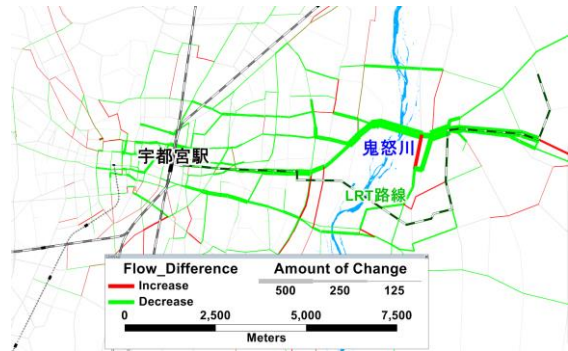 宇都宮駅
鬼怒川
LRT路線
Flow_Difference
Increase
Decrease
Amount of Change
500 250 125
0 2,500 5,000 7,500
Meters